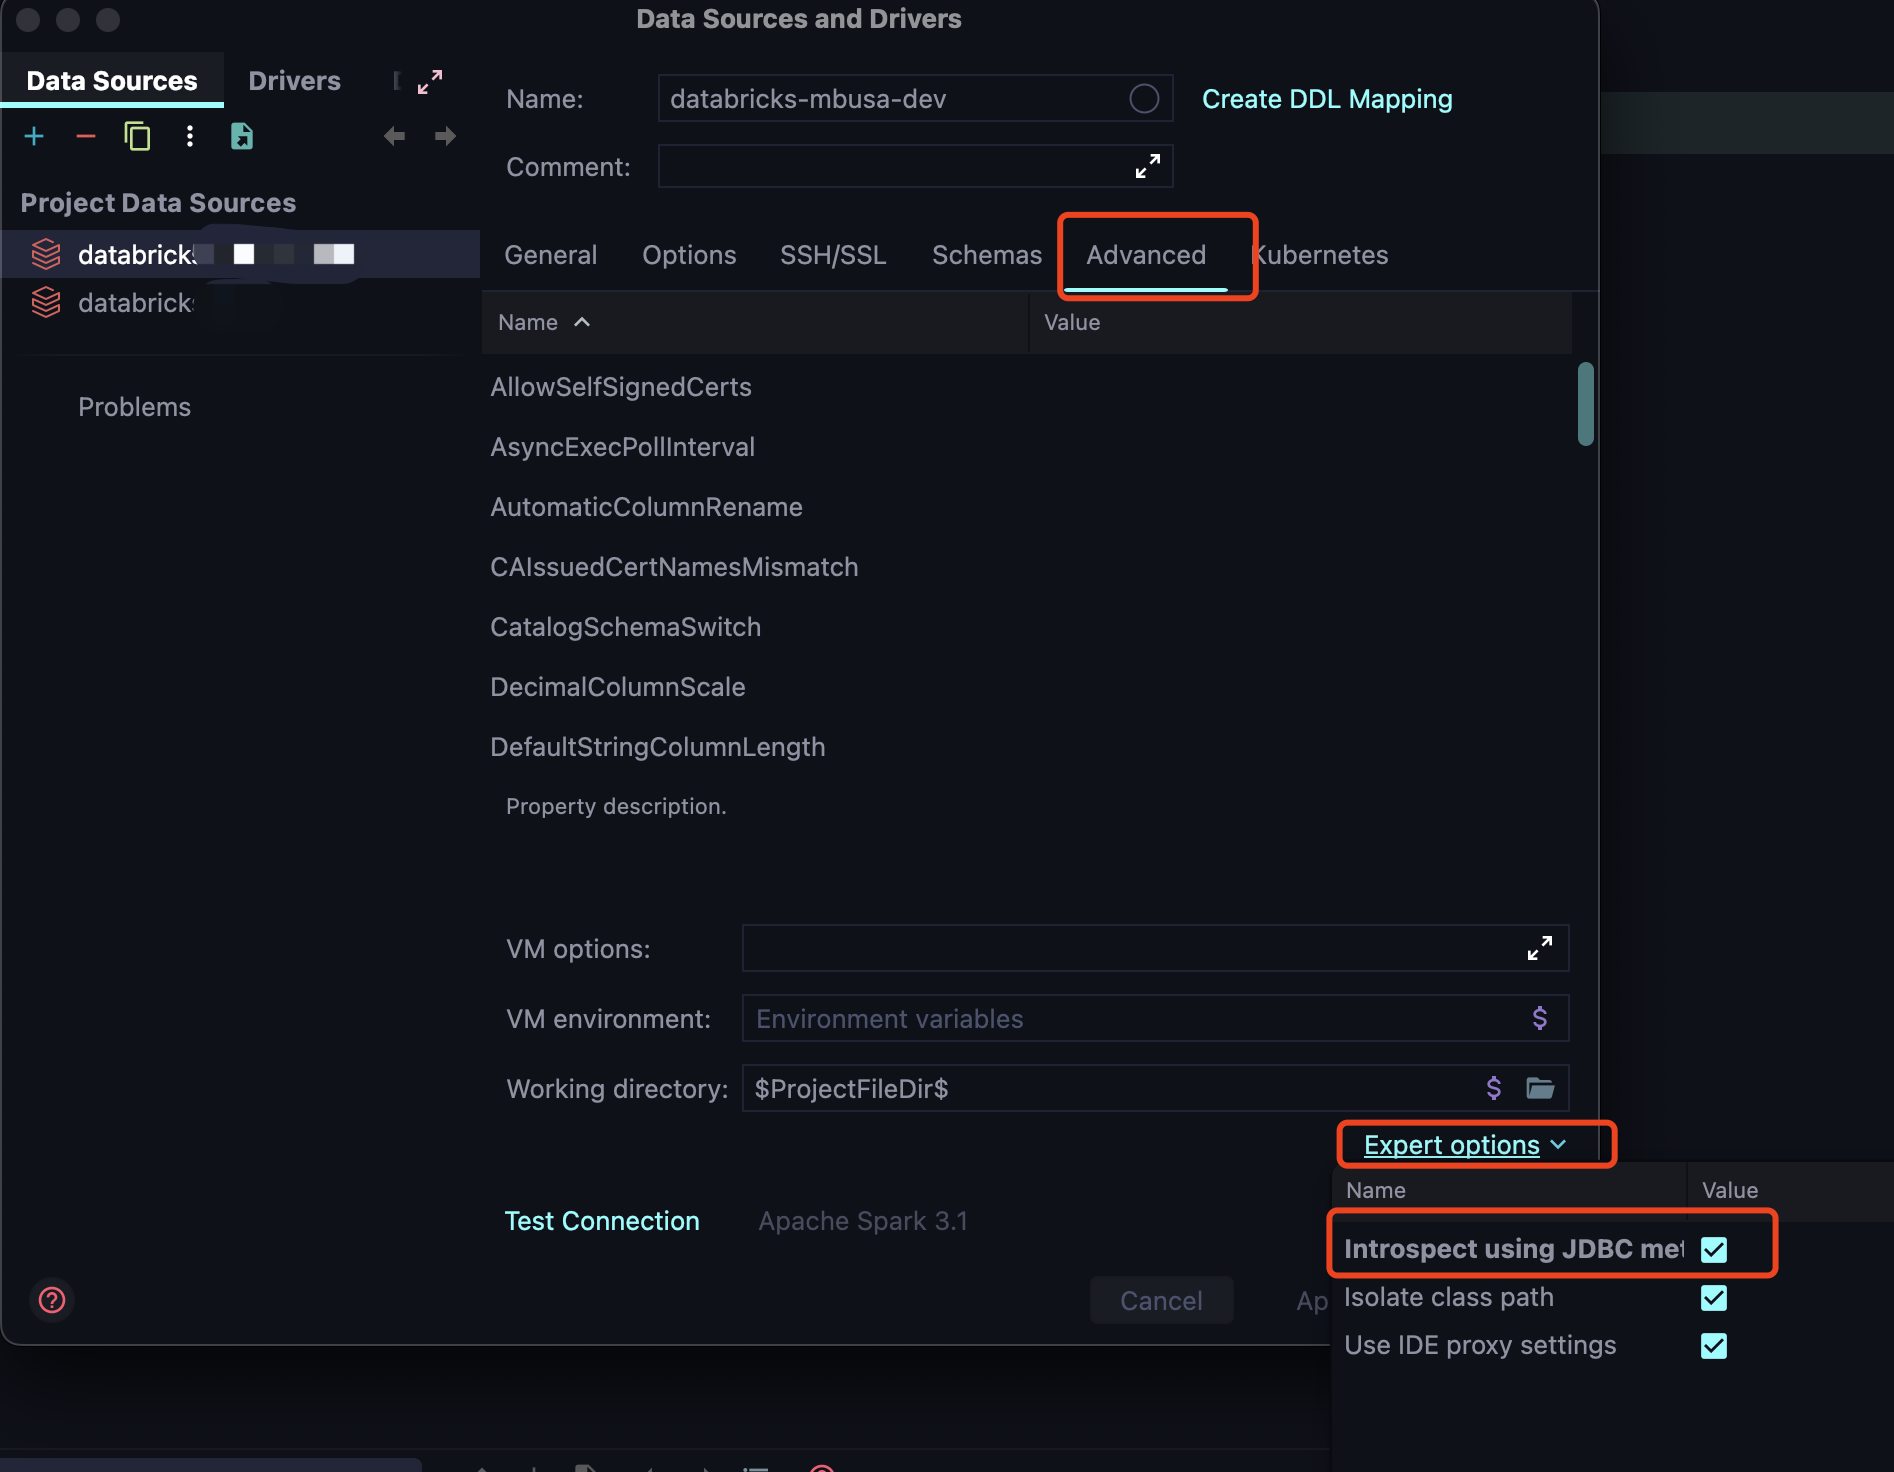 Data Sources and Drivers
Data Sources
Drivers
Name:
databricks-mbusa-dev
Create DDL Mapping
Comment:
Project Data Sources
databricks
databricks
Problems
General
Options
SSH/SSL
Schemas
Advanced
Kubernetes
Name
Value
AllowSelfSignedCerts
AsyncExecPollInterval
AutomaticColumnRename
CAIssuedCertNamesMismatch
CatalogSchemaSwitch
DecimalColumnScale
DefaultStringColumnLength
Property description.
VM options:
VM environment:
Environment variables
Working directory:
$ProjectFileDir$
Expert options
Name
Value
Introspect using JDBC met
Isolate class path
Use IDE proxy settings
Test Connection
Apache Spark 3.1
Cancel
Ap